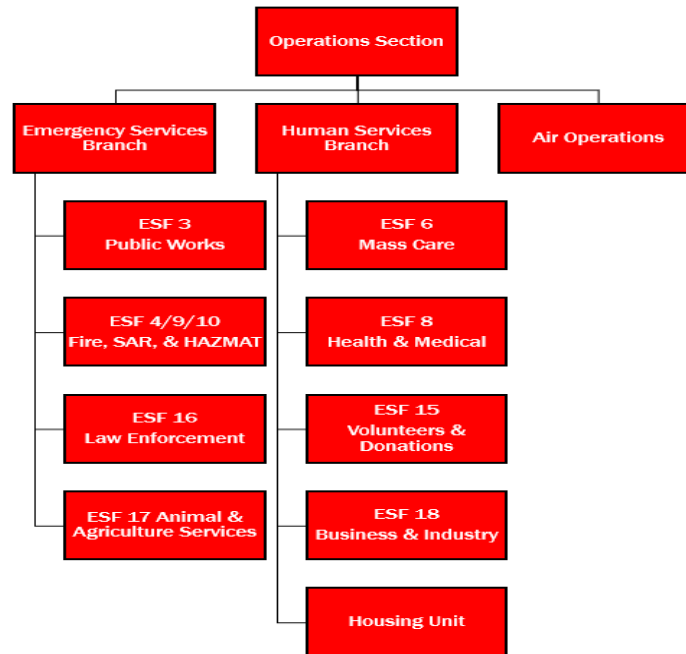 Operations Section
Emergency Services
Branch
Human Services
Branch
Air Operations
ESF 3
Public Works
ESF 4/9/10
Fire, SAR, & HAZMAT
ESF 16
Law Enforcement
ESF 17 Animal &
Agriculture Services
ESF 6
Mass Care
ESF 8
Health & Medical
ESF 15
Volunteers &
Donations
ESF 18
Business & Industry
Housing Unit